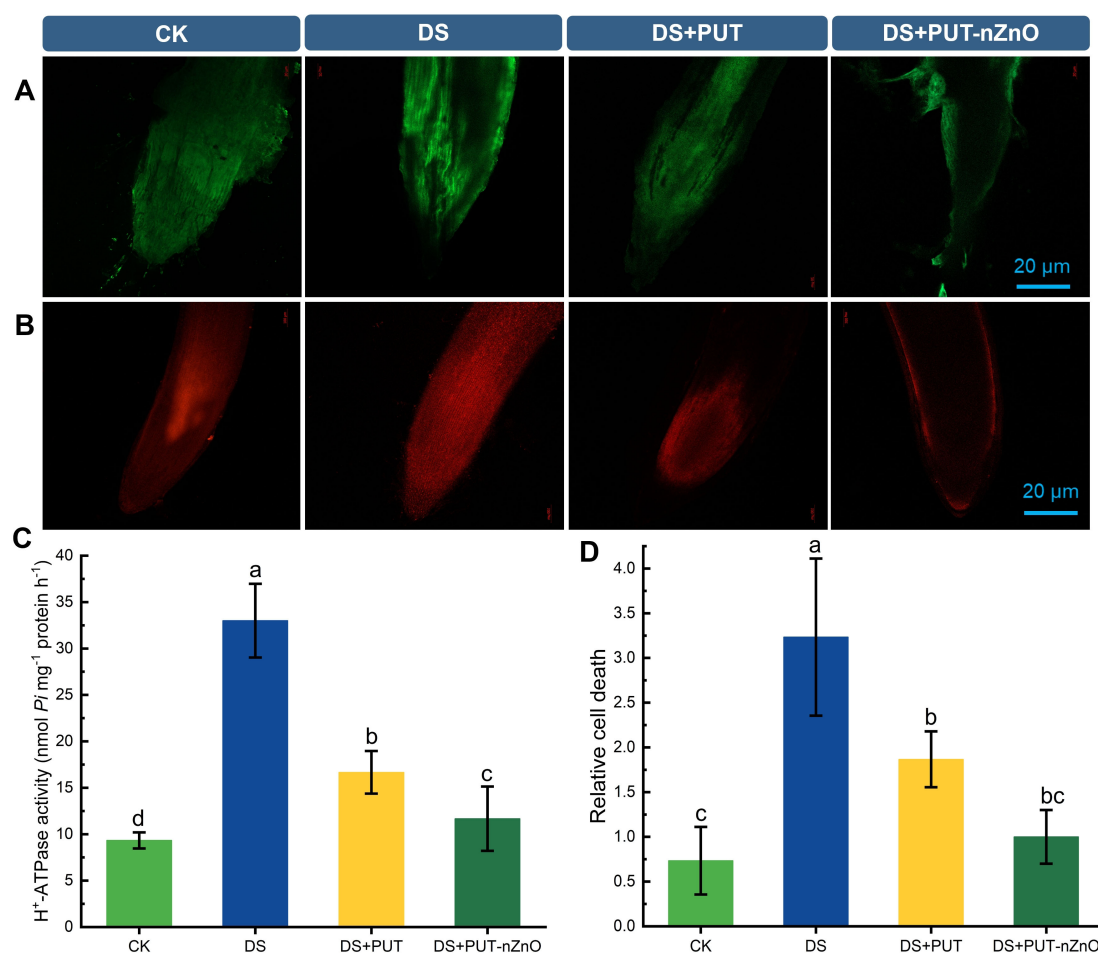 CK DS DS+PUT DS+PUT-nZnO
A
20 µm
B
20 µm
C
H⁺-ATPase activity (nmol Pi mg⁻¹ protein h⁻¹)
40
35
30
25
20
15
10
5
0
d
a
b
c
CK DS DS+PUT DS+PUT-nZnO
D
Relative cell death
4.0
3.5
3.0
2.5
2.0
1.5
1.0
0.5
0.0
c
a
b
bc
CK DS DS+PUT DS+PUT-nZnO